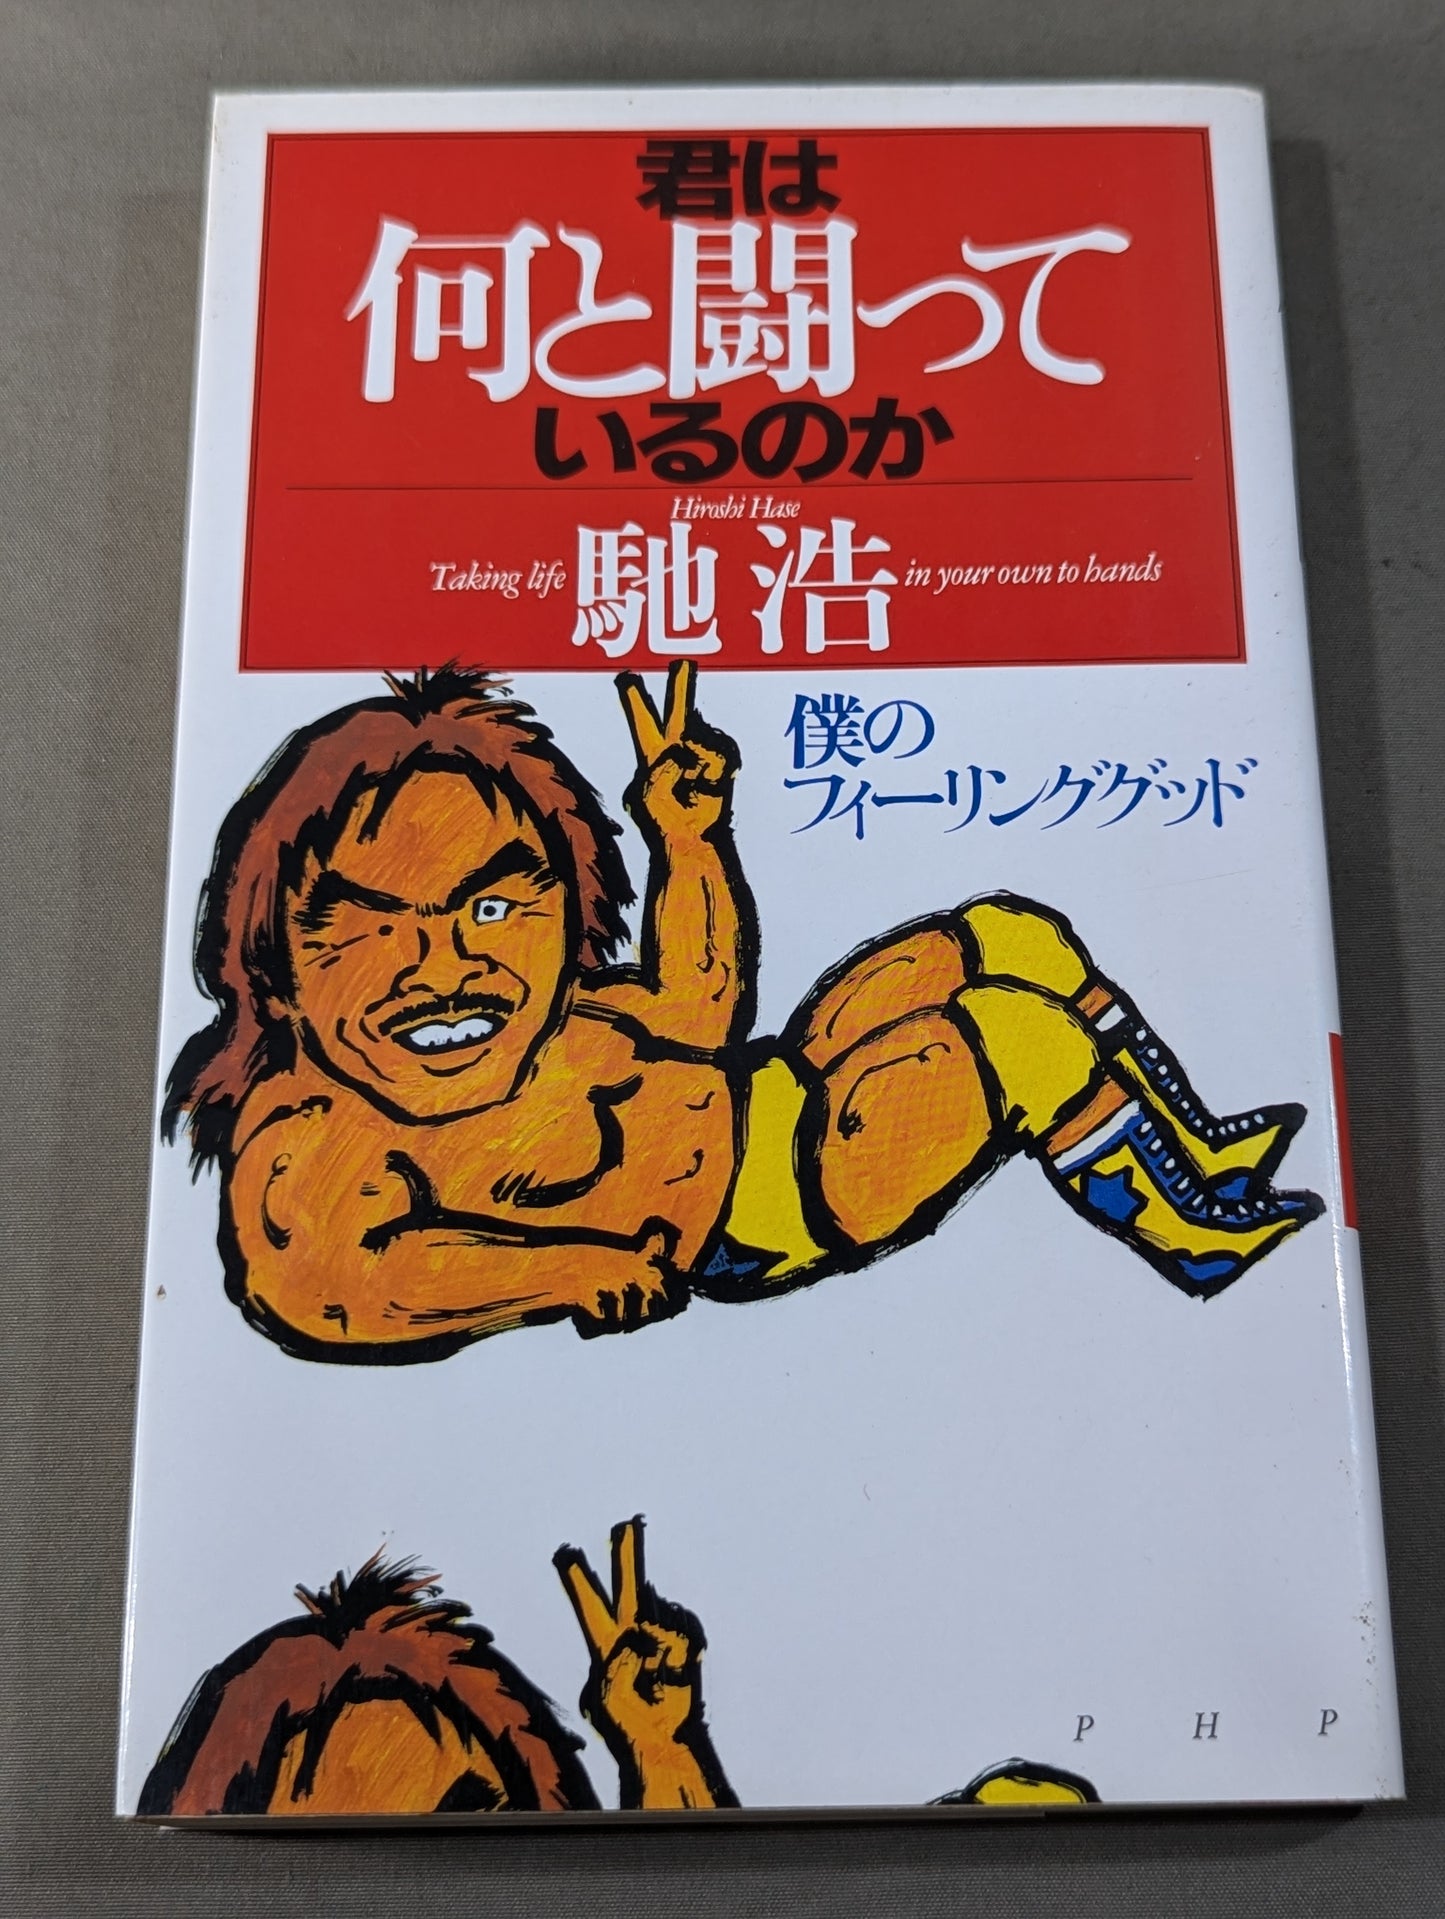 君は
何と闘って
いるのか
Hiroshi Hase
Taking life 馳 浩 in your own to hands
僕の
フィーリンググッド
P H P